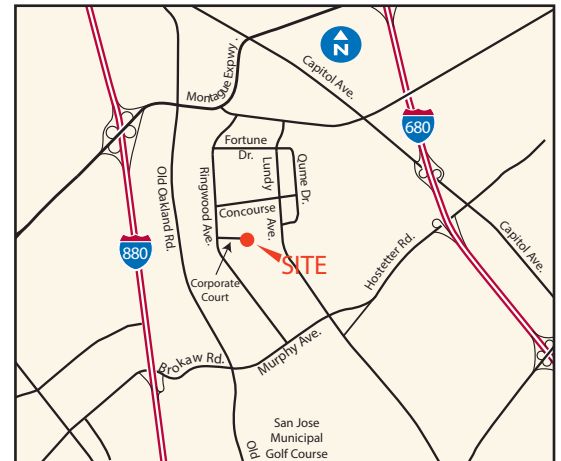 N
Capitol Ave.
Montague Expwy.
680
Fortune
Dr.
Qume Dr.
Lundy
Ave.
Ringwood Ave.
Old Oakland Rd.
Concourse
Capitol Ave.
Hostetter Rd.
880
SITE
Corporate
Court
Murphy Ave.
Brokaw Rd.
San Jose
Municipal
Golf Course
Old